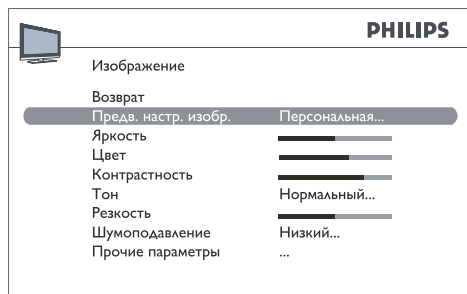 PHILIPS
Изображение
Возврат
Предв. настр. изобр. Персональная...
Яркость
Цвет
Контрастность
Тон Нормальный...
Резкость
Шумоподавление Низкий...
Прочие параметры ...